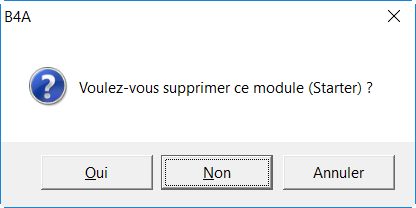 B4A
Voulez-vous supprimer ce module (Starter) ?
Oui
Non
Annuler